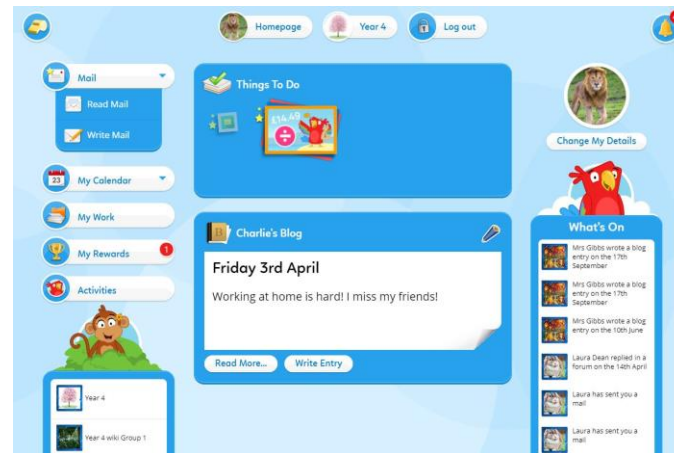 Homepage
Year 4
Log out
Mail
Read Mail
Write Mail
23
My Calendar
My Work
My Rewards
1
Activities
Year 4
Year 4 wiki Group 1
Things To Do
£14.49
÷
B
Charlie's Blog
Friday 3rd April
Working at home is hard! I miss my friends!
Read More...
Write Entry
Change My Details
What's On
Mrs Gibbs wrote a blog
entry on the 17th
September
Mrs Gibbs wrote a blog
entry on the 17th
September
Mrs Gibbs wrote a blog
entry on the 10th June
Laura Dean replied in a
forum on the 14th April
Laura has sent you a
mail
Laura has sent you a
mail